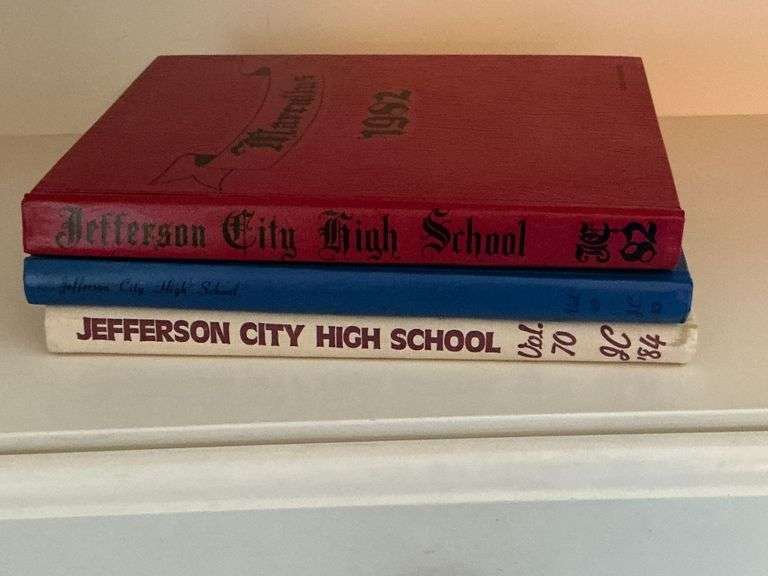 Marcullus
1982
Jefferson City High School
JC
82
Jefferson City High School
JEFFERSON CITY HIGH SCHOOL
Vol.
70
JC
'84